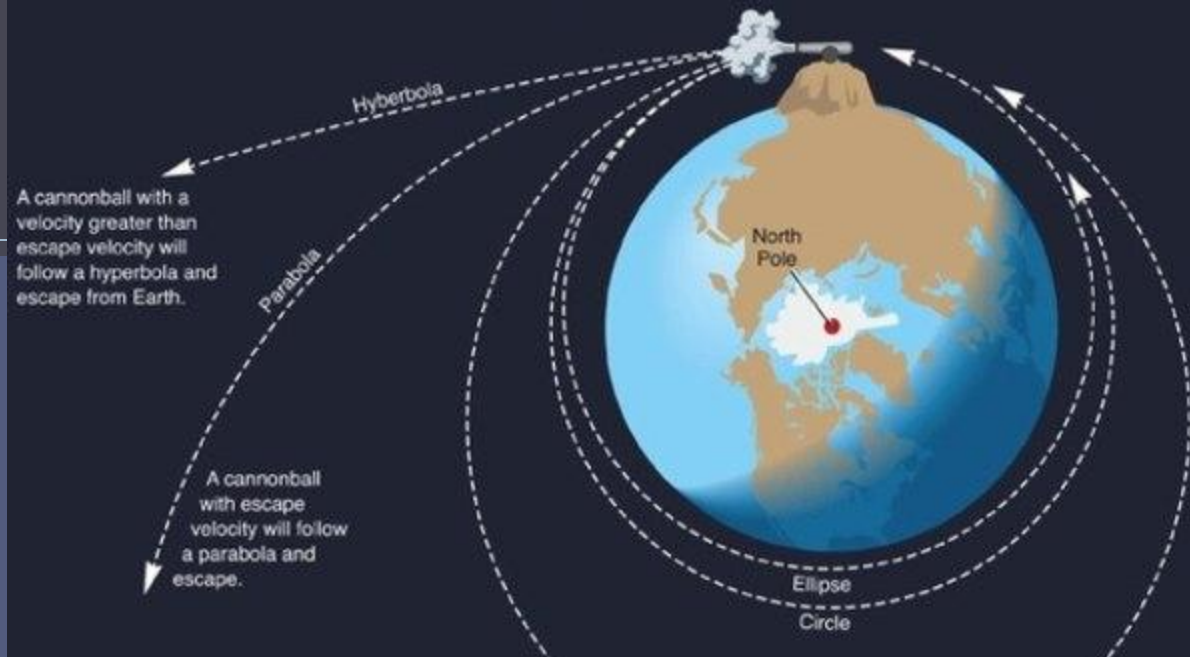 Hyberbola
A cannonball with a
velocity greater than
escape velocity will
follow a hyperbola and
escape from Earth.
Parabola
North
Pole
A cannonball
with escape
velocity will follow
a parabola and
escape.
Ellipse
Circle